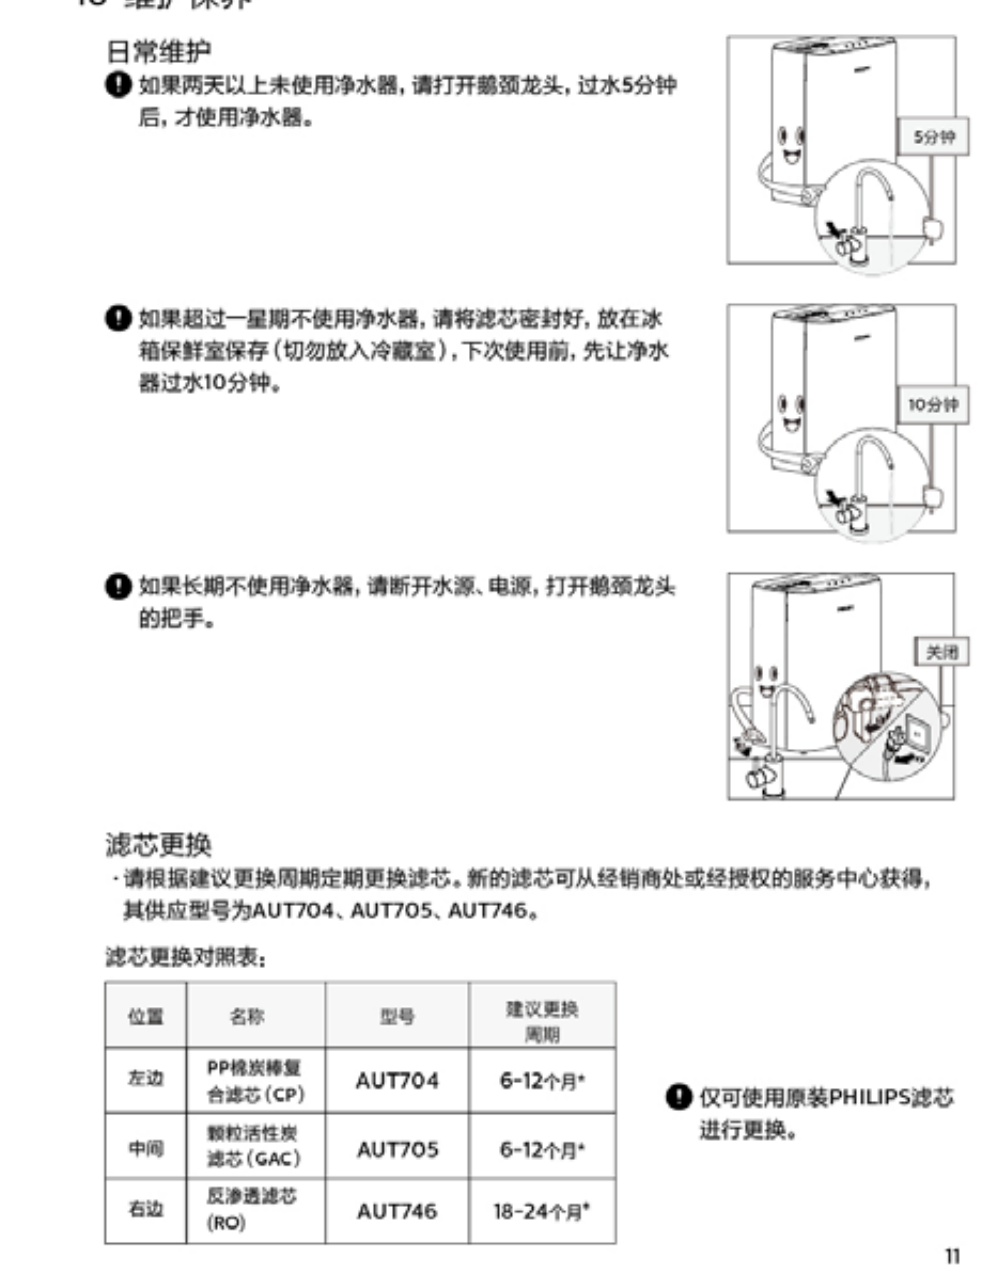 10 维护保养
日常维护
如果两天以上未使用净水器,请打开鹅颈龙头,过水5分钟
后,才使用净水器。
5分钟
如果超过一星期不使用净水器,请将滤芯密封好,放在冰
箱保鲜室保存(切勿放入冷藏室),下次使用前,先让净水
器过水10分钟。
10分钟
如果长期不使用净水器,请断开水源、电源,打开鹅颈龙头
的把手。
关闭
滤芯更换
·请根据建议更换周期定期更换滤芯。新的滤芯可从经销商处或经授权的服务中心获得,
其供应型号为AUT704、AUT705、AUT746。
滤芯更换对照表:
位置 名称 型号 建议更换
周期
左边 PP棉炭棒复
合滤芯(CP) AUT704 6-12个月*
中间 颗粒活性炭
滤芯(GAC) AUT705 6-12个月*
右边 反渗透滤芯
(RO) AUT746 18-24个月*
仅可使用原装PHILIPS滤芯
进行更换。
11